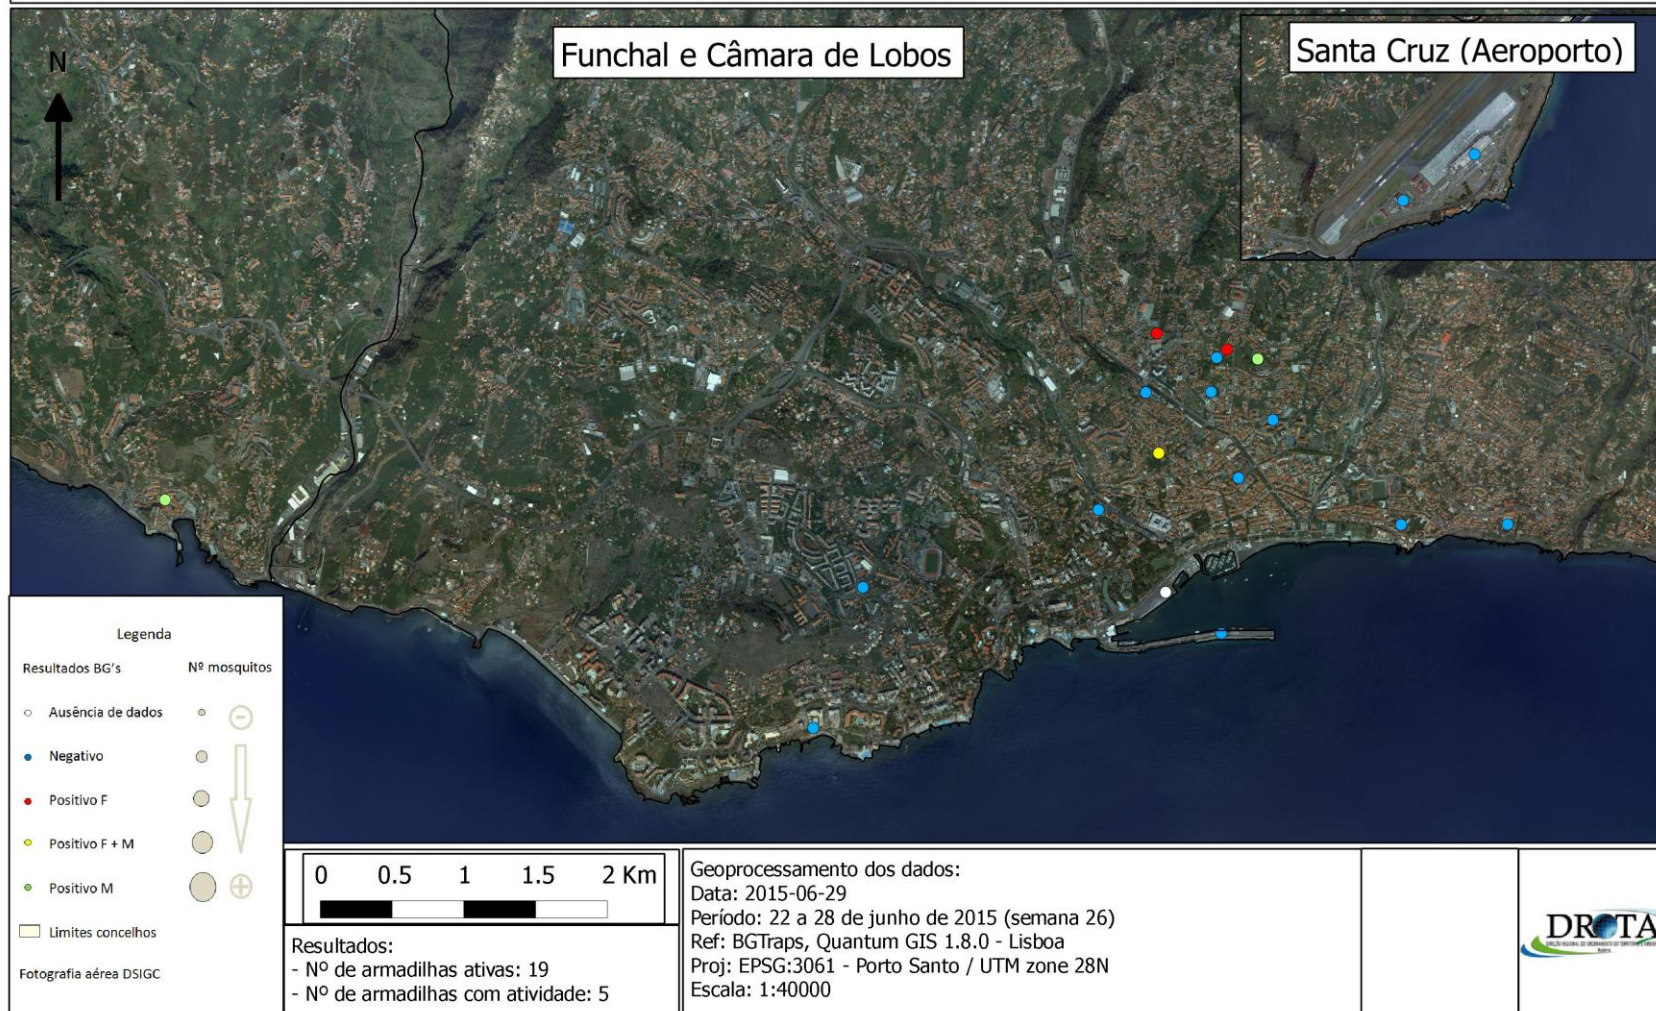 Funchal e Câmara de Lobos
Santa Cruz (Aeroporto)
N
Legenda
Resultados BG's
Nº mosquitos
Ausência de dados
Negativo
Positivo F
Positivo F + M
Positivo M
Limites concelhos
Fotografia aérea DSIGC
0 0.5 1 1.5 2 Km
Resultados:
- Nº de armadilhas ativas: 19
- Nº de armadilhas com atividade: 5
Geoprocessamento dos dados:
Data: 2015-06-29
Período: 22 a 28 de junho de 2015 (semana 26)
Ref: BGTraps, Quantum GIS 1.8.0 - Lisboa
Proj: EPSG:3061 - Porto Santo / UTM zone 28N
Escala: 1:40000
DROTA